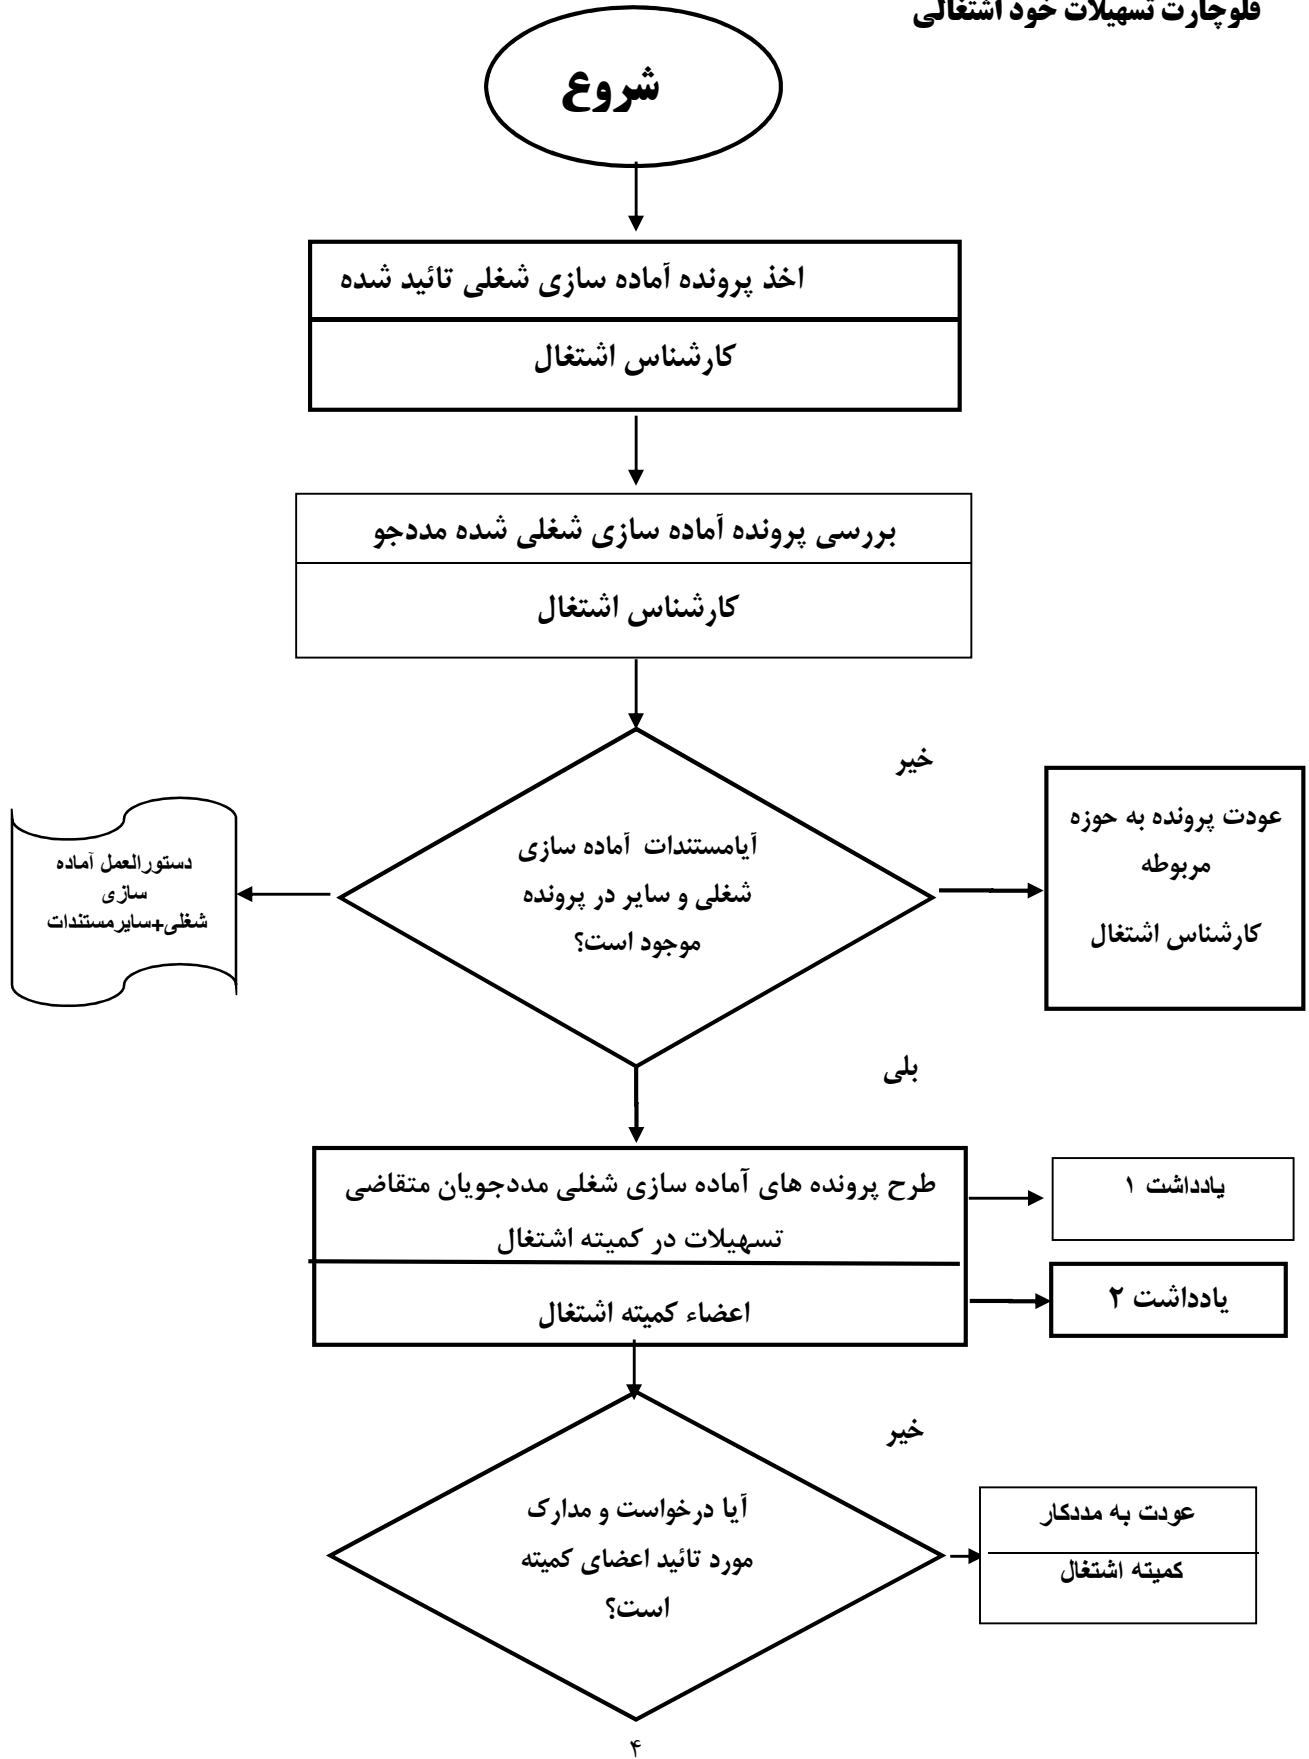 فلوچارت تسهیلات خود اشتغالی
شروع
اخذ پرونده آماده سازی شغلی تائید شده
کارشناس اشتغال
بررسی پرونده آماده سازی شغلی شده مددجو
کارشناس اشتغال
خیر
عودت پرونده به حوزه
مربوطه
کارشناس اشتغال
آیامستندات آماده سازی
شغلی و سایر در پرونده
موجود است؟
دستورالعمل آماده
سازی
شغلی+سایرمستندات
بلی
طرح پرونده های آماده سازی شغلی مددجویان متقاضی
تسهیلات در کمیته اشتغال
اعضاء کمیته اشتغال
یادداشت ۱
یادداشت ۲
خیر
آیا درخواست و مدارک
مورد تائید اعضای کمیته
است؟
عودت به مددکار
کمیته اشتغال
۴